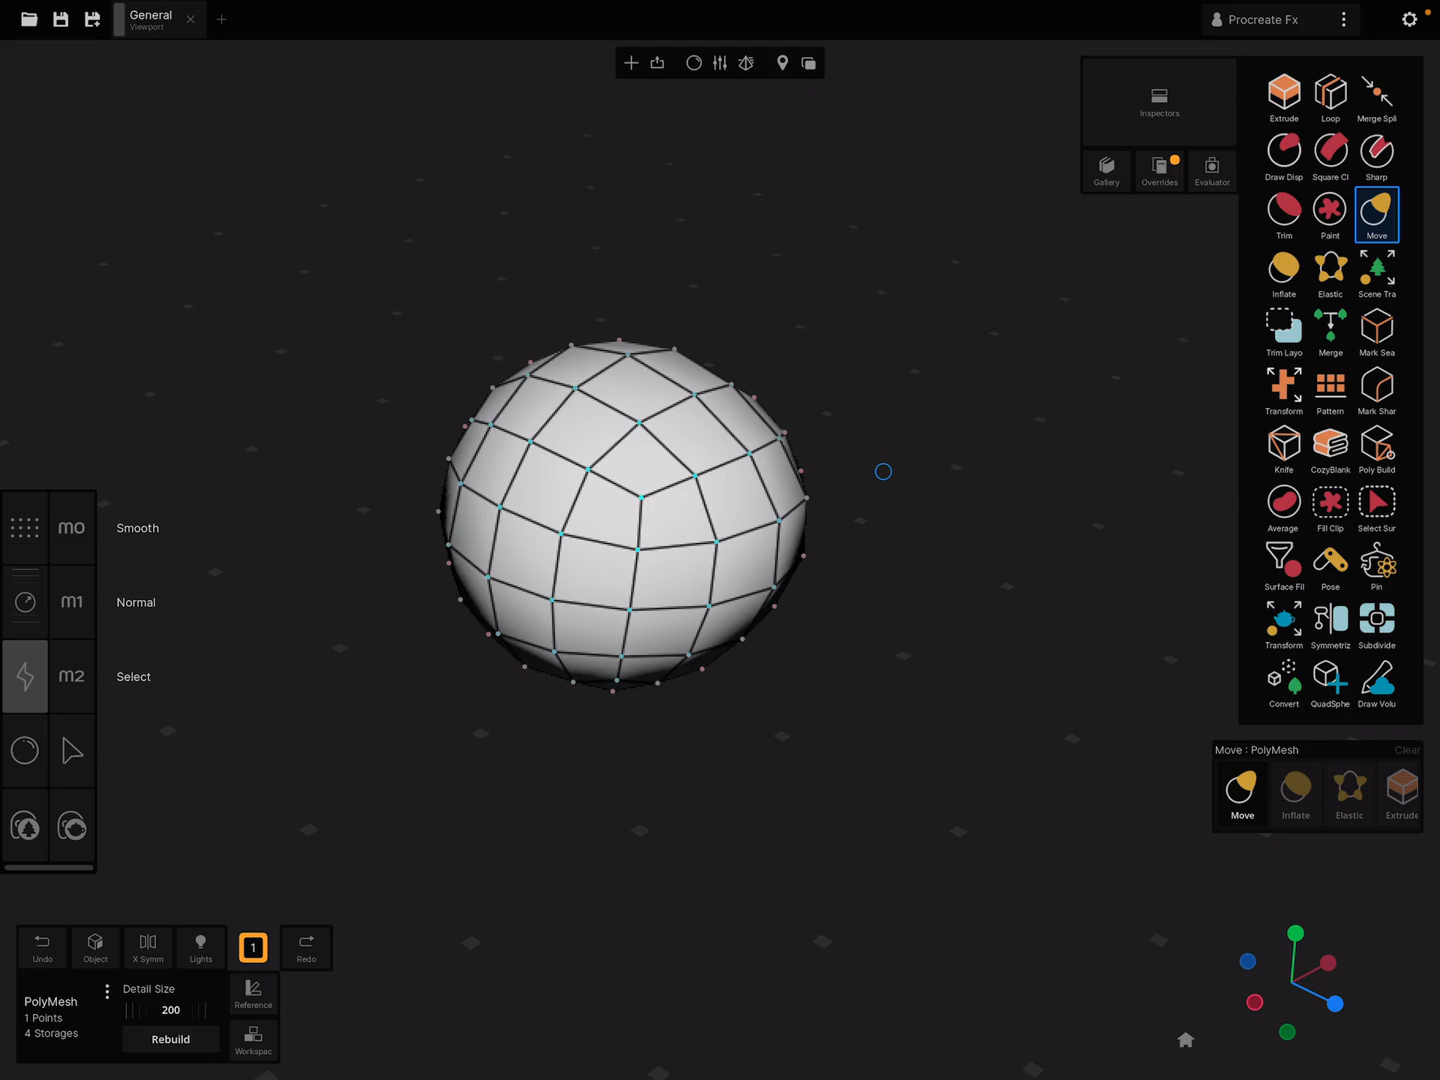 General
Viewport
Procreate Fx
Inspectors
Gallery
Overrides
Evaluator
Extrude
Loop
Merge Spli
Draw Disp
Square Cl
Sharp
Trim
Paint
Move
Inflate
Elastic
Scene Tra
Trim Layo
Merge
Mark Sea
Transform
Pattern
Mark Shar
Knife
CozyBlank
Poly Build
Average
Fill Clip
Select Sur
Surface Fil
Pose
Pin
Transform
Symmetriz
Subdivide
Convert
QuadSphe
Draw Volu
m0
Smooth
m1
Normal
m2
Select
Move : PolyMesh
Clear
Move
Inflate
Elastic
Extrude
Undo
Object
X Symm
Lights
1
Redo
PolyMesh
1 Points
4 Storages
Detail Size
200
Rebuild
Reference
Workspac